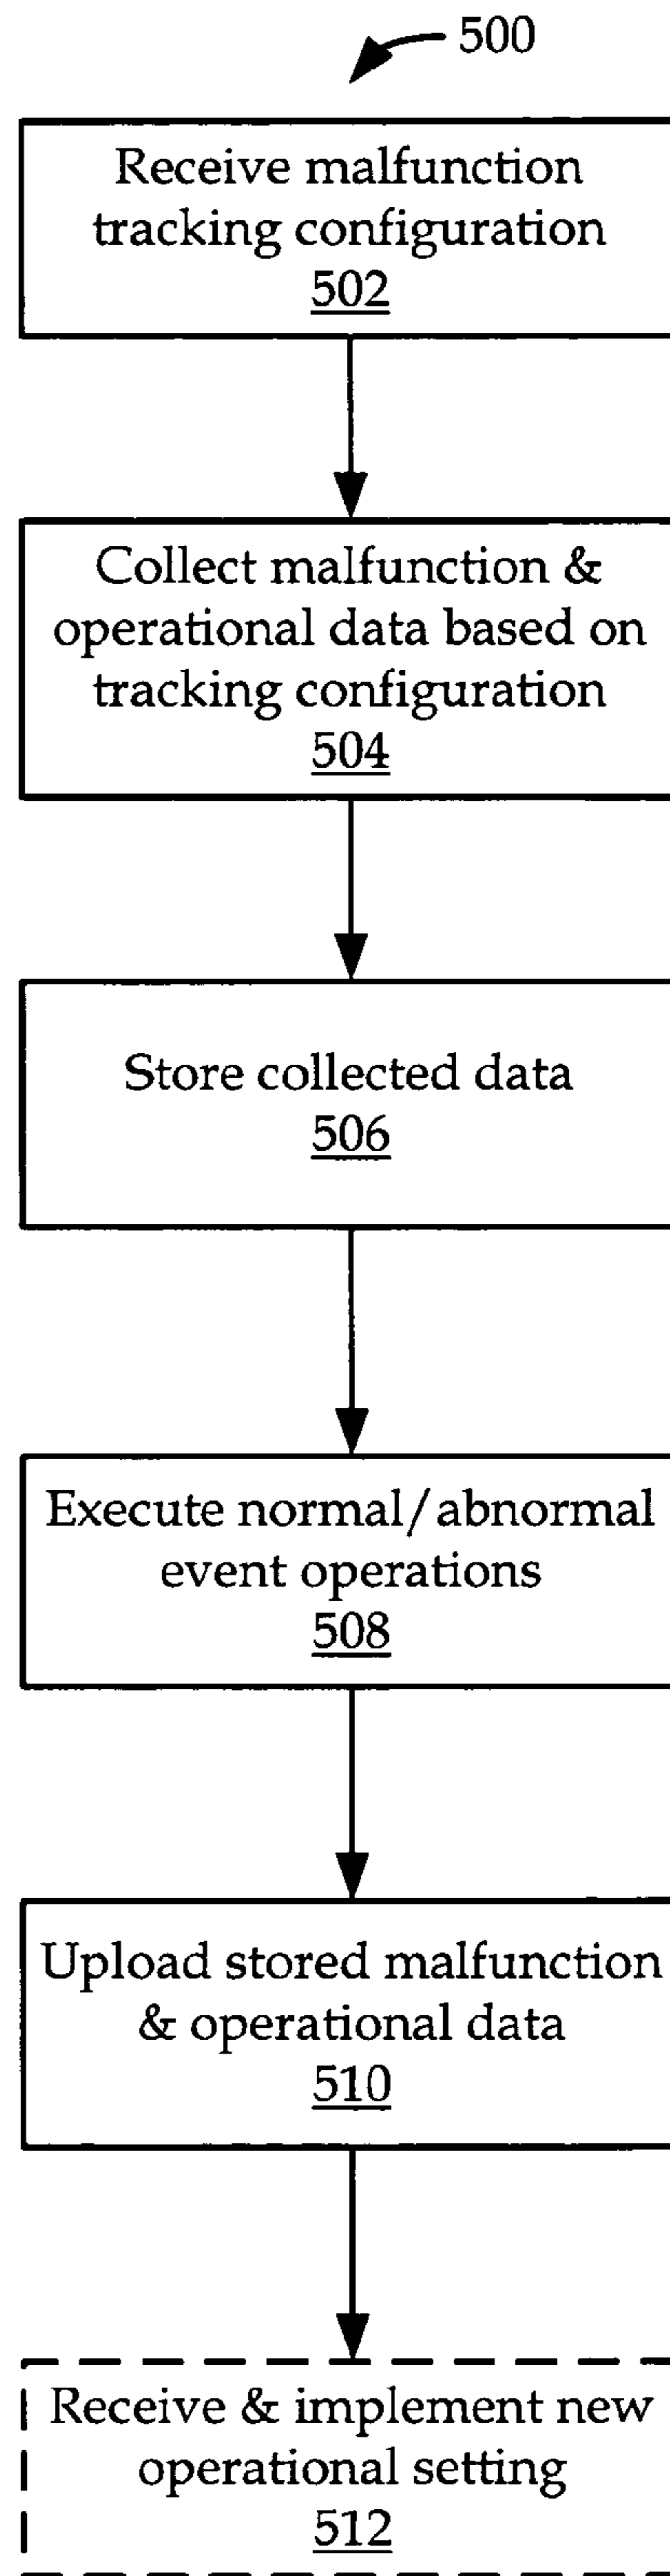 500
Receive malfunction
tracking configuration
502
Collect malfunction &
operational data based on
tracking configuration
504
Store collected data
506
Execute normal/abnormal
event operations
508
Upload stored malfunction
& operational data
510
Receive & implement new
operational setting
512